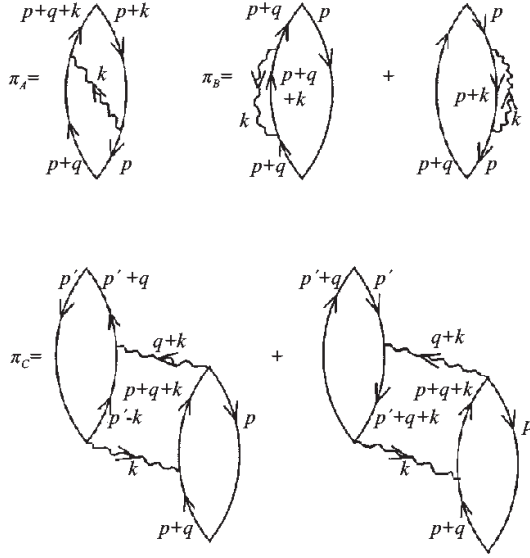 p+q+k p+k p+q p p
π_A= k π_B= p+q +k + p+k
k k
p+q p p+q p+q p
p´ p´+q p´+q p´
q+k q+k
π_C= p+q+k p + p+q+k p
p´-k p´+q+k
k k
p+q p+q